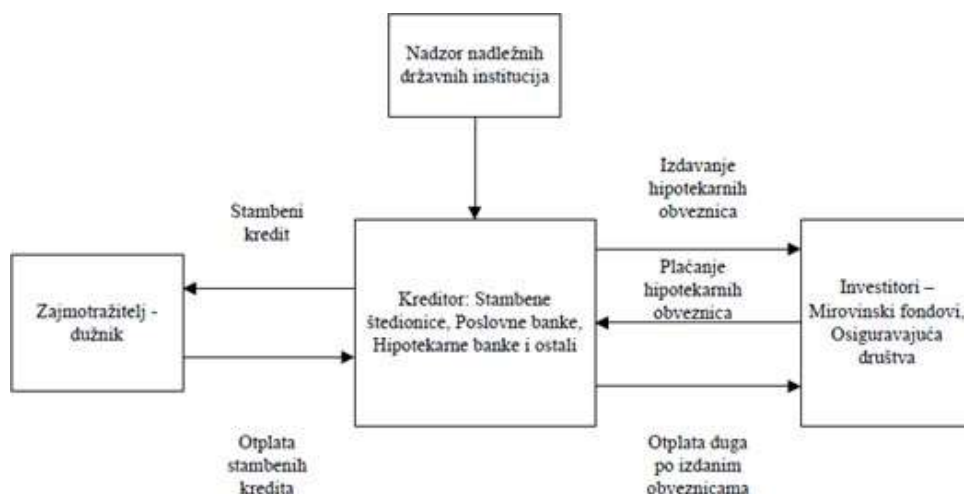 Nadzor nadležnih
državnih institucija
Izdavanje
hipotekarnih
obveznica
Stambeni
kredit
Zajmotražitelj -
dužnik
Kreditor: Stambene
štedionice, Poslovne banke,
Hipotekarne banke i ostali
Plaćanje
hipotekarnih
obveznica
Investitori –
Mirovinski fondovi,
Osiguravajuća
društva
Otplata
stambenih
kredita
Otplata duga
po izdanim
obveznicama